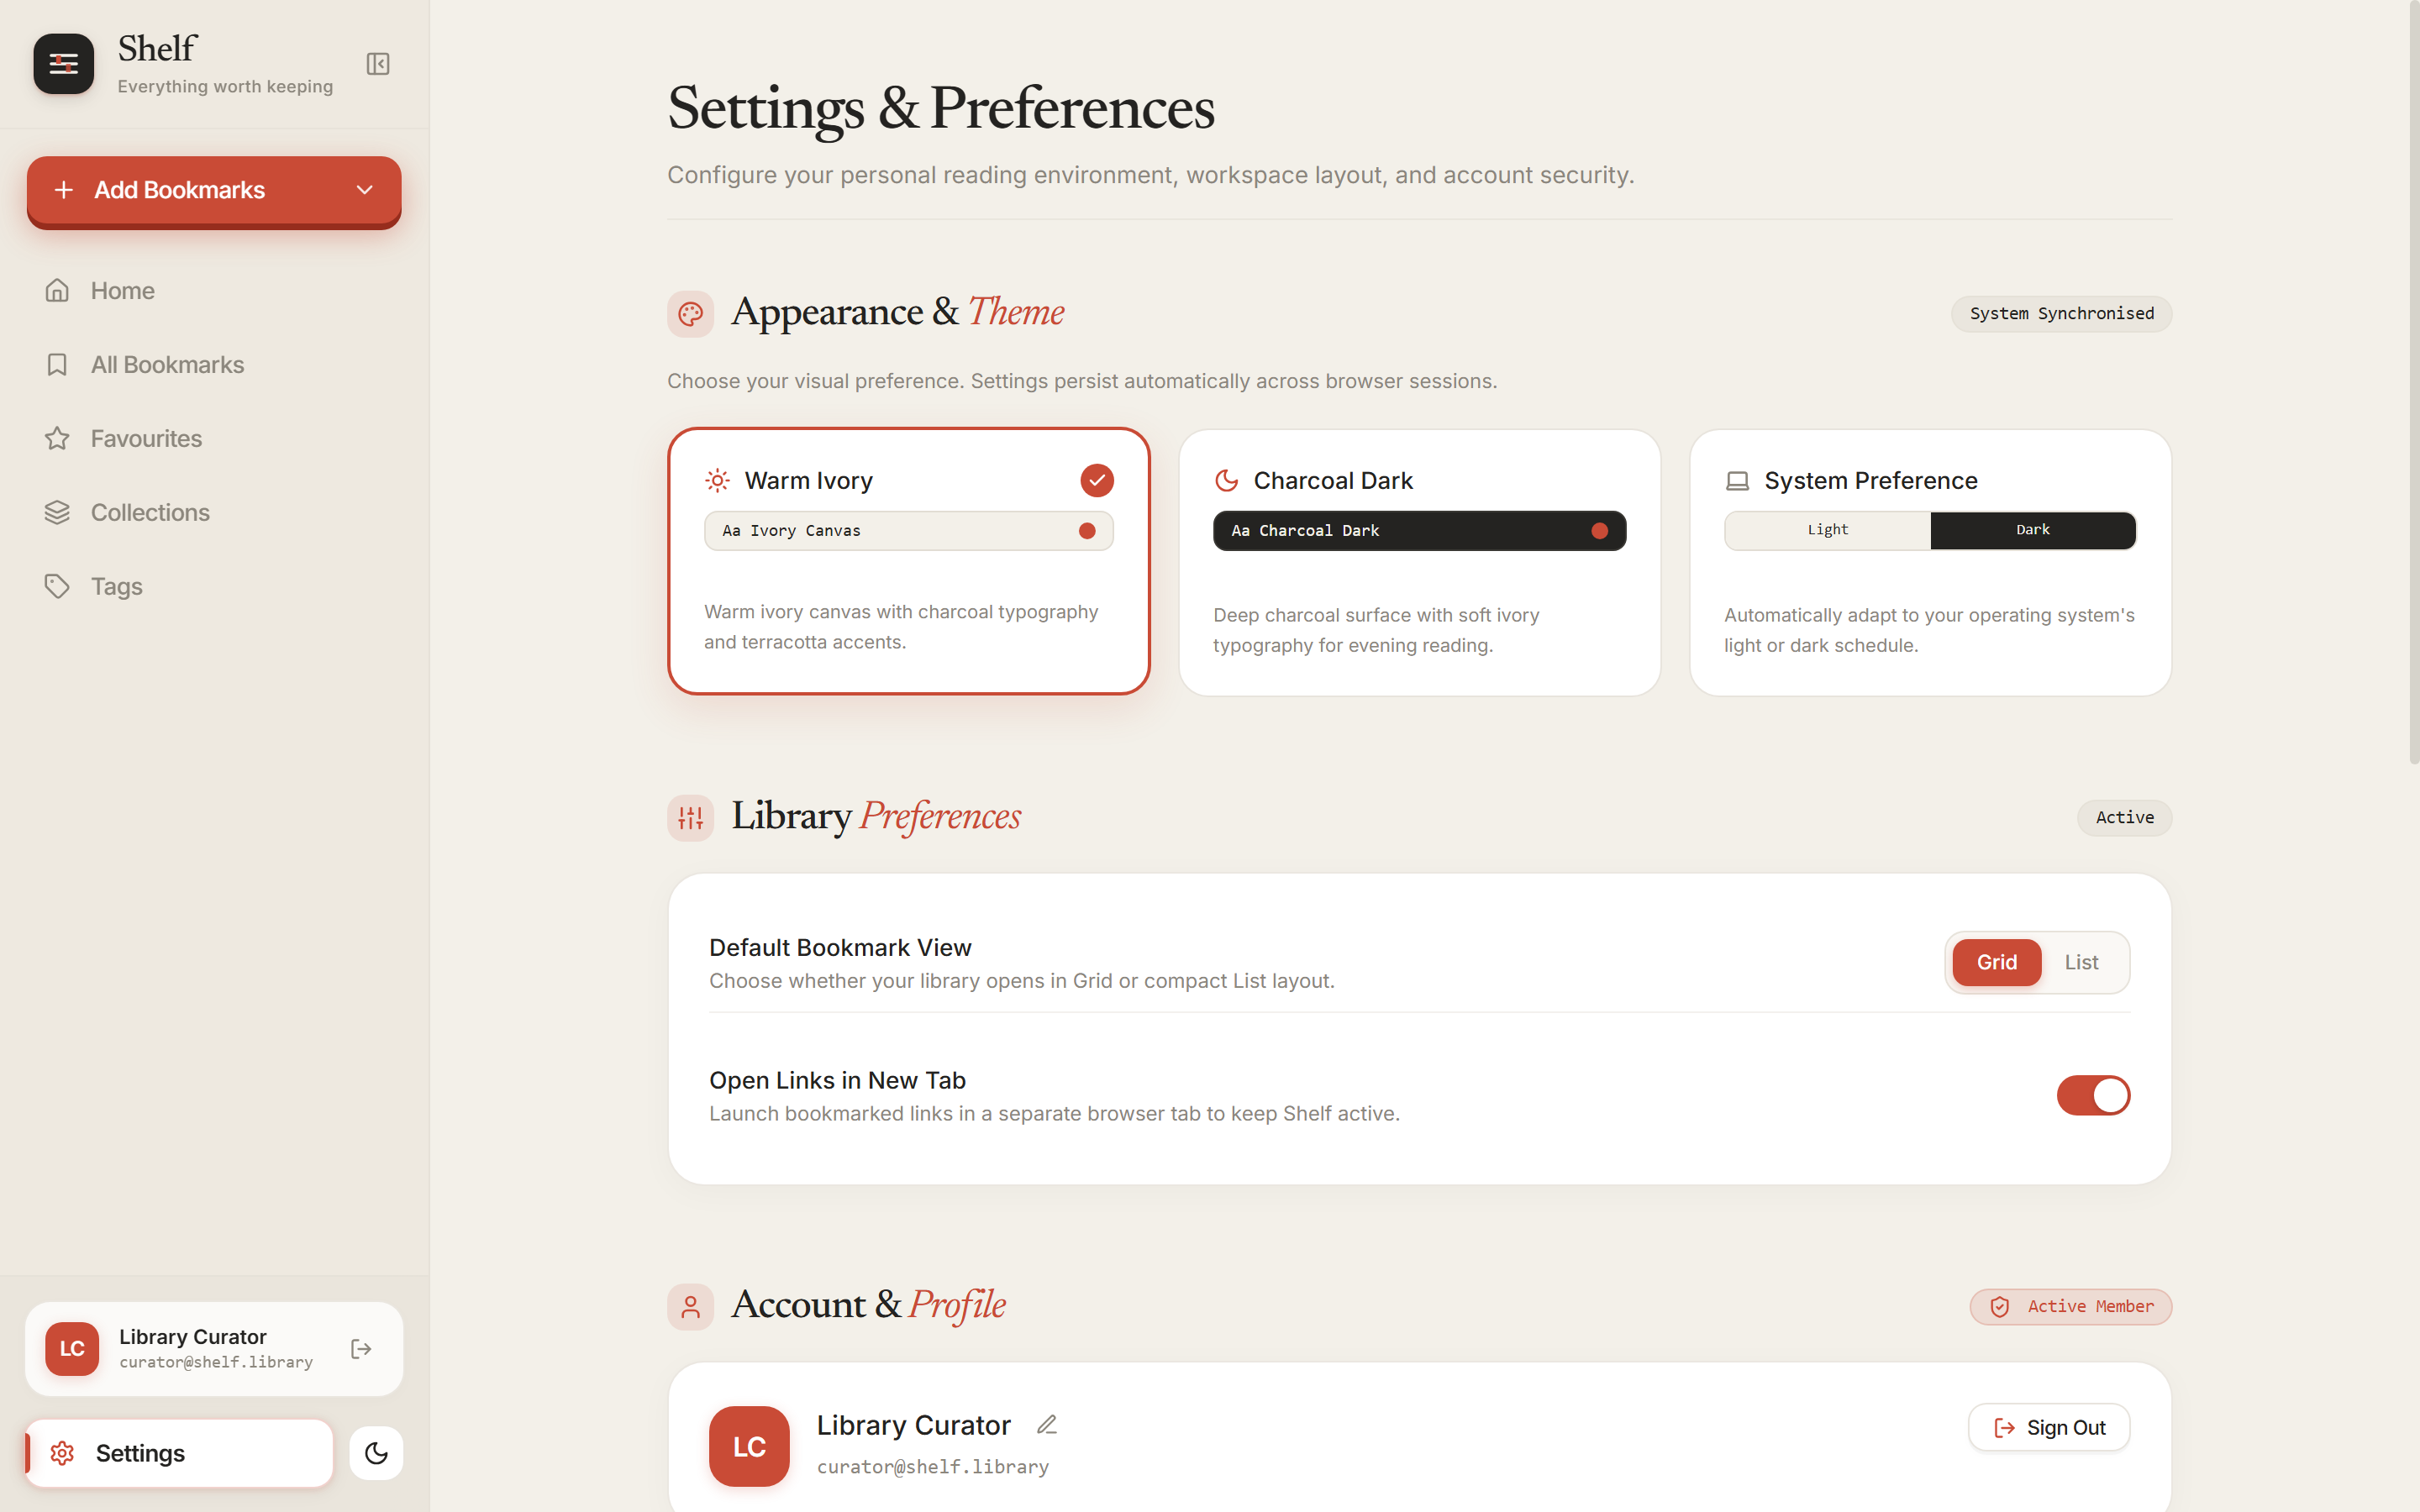 Shelf
Everything worth keeping
Add Bookmarks
Home
All Bookmarks
Favourites
Collections
Tags
LC
Library Curator
curator@shelf.library
Settings
Settings & Preferences
Configure your personal reading environment, workspace layout, and account security.
Appearance & Theme
System Synchronised
Choose your visual preference. Settings persist automatically across browser sessions.
Warm Ivory
Aa Ivory Canvas
Warm ivory canvas with charcoal typography
and terracotta accents.
Charcoal Dark
Aa Charcoal Dark
Deep charcoal surface with soft ivory
typography for evening reading.
System Preference
Light
Dark
Automatically adapt to your operating system's
light or dark schedule.
Library Preferences
Active
Default Bookmark View
Choose whether your library opens in Grid or compact List layout.
Grid
List
Open Links in New Tab
Launch bookmarked links in a separate browser tab to keep Shelf active.
Account & Profile
Active Member
LC
Library Curator
curator@shelf.library
Sign Out